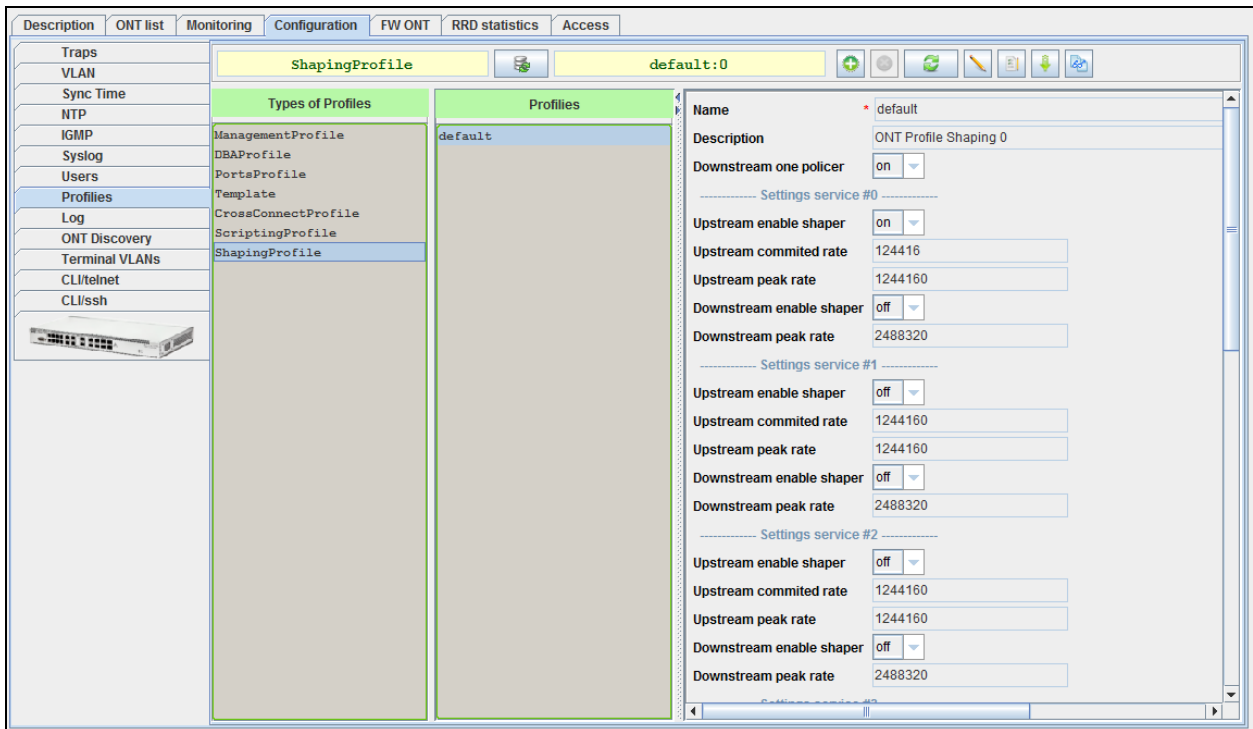 Description ONT list Monitoring Configuration FW ONT RRD statistics Access
Traps
VLAN
Sync Time
NTP
IGMP
Syslog
Users
Profilies
Log
ONT Discovery
Terminal VLANs
CLI/telnet
CLI/ssh
ShapingProfile default:0
Types of Profiles
ManagementProfile
DBAProfile
PortsProfile
Template
CrossConnectProfile
ScriptingProfile
ShapingProfile
Profilies
default
Name * default
Description ONT Profile Shaping 0
Downstream one policer on
------------- Settings service #0 -------------
Upstream enable shaper on
Upstream commited rate 124416
Upstream peak rate 1244160
Downstream enable shaper off
Downstream peak rate 2488320
------------- Settings service #1 -------------
Upstream enable shaper off
Upstream commited rate 1244160
Upstream peak rate 1244160
Downstream enable shaper off
Downstream peak rate 2488320
------------- Settings service #2 -------------
Upstream enable shaper off
Upstream commited rate 1244160
Upstream peak rate 1244160
Downstream enable shaper off
Downstream peak rate 2488320